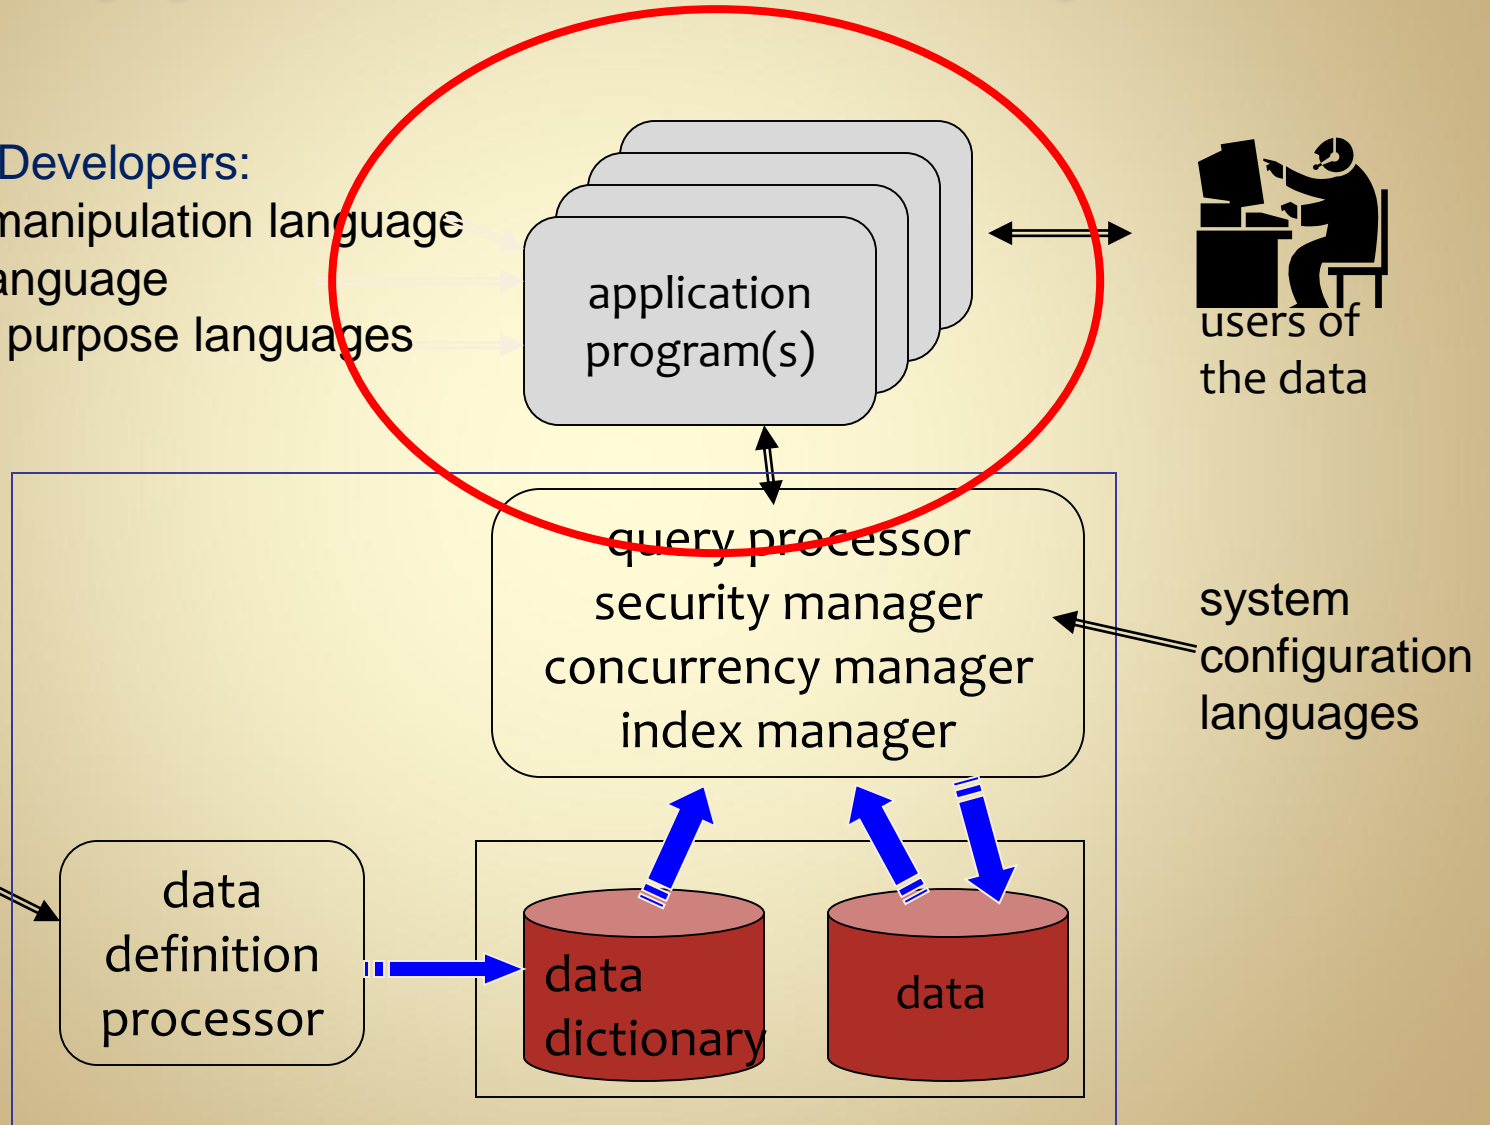 Developers:
manipulation language
language
purpose languages
application
program(s)
users of
the data
query processor
security manager
concurrency manager
index manager
system
configuration
languages
data
definition
processor
data
dictionary
data